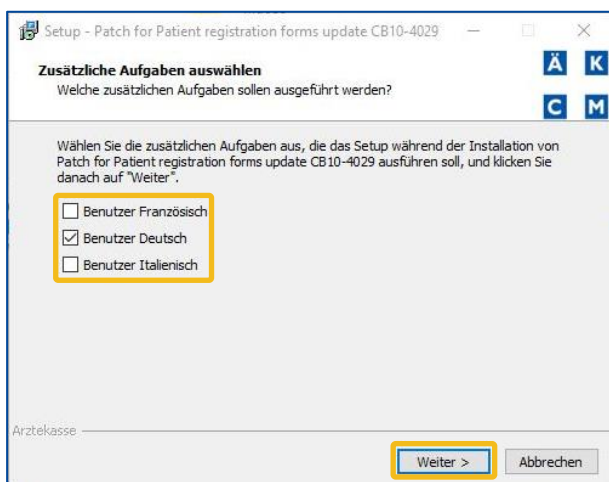 Setup - Patch for Patient registration forms update CB10-4029
Zusätzliche Aufgaben auswählen
Welche zusätzlichen Aufgaben sollen ausgeführt werden?
Ä K
C M
Wählen Sie die zusätzlichen Aufgaben aus, die das Setup während der Installation von
Patch for Patient registration forms update CB10-4029 ausführen soll, und klicken Sie
danach auf "Weiter".
Benutzer Französisch
Benutzer Deutsch
Benutzer Italienisch
Arztekasse
Weiter > Abbrechen